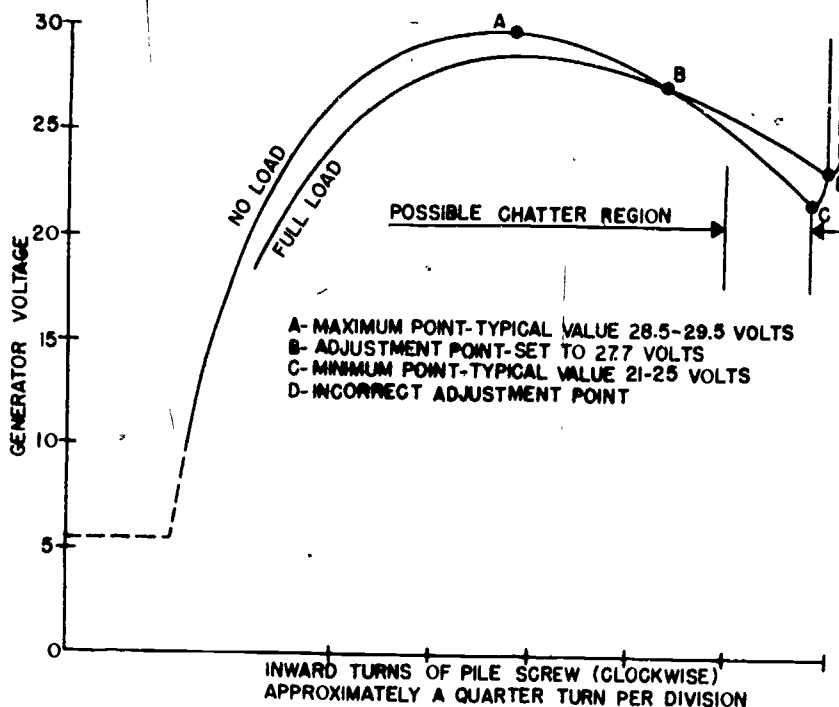 30
A
B
25
NO LOAD
FULL LOAD
POSSIBLE CHATTER REGION
C
20
GENERATOR VOLTAGE
A- MAXIMUM POINT-TYPICAL VALUE 28.5-29.5 VOLTS
B- ADJUSTMENT POINT-SET TO 27.7 VOLTS
C- MINIMUM POINT-TYPICAL VALUE 21-25 VOLTS
D- INCORRECT ADJUSTMENT POINT
15
10
5
0
INWARD TURNS OF PILE SCREW (CLOCKWISE)
APPROXIMATELY A QUARTER TURN PER DIVISION